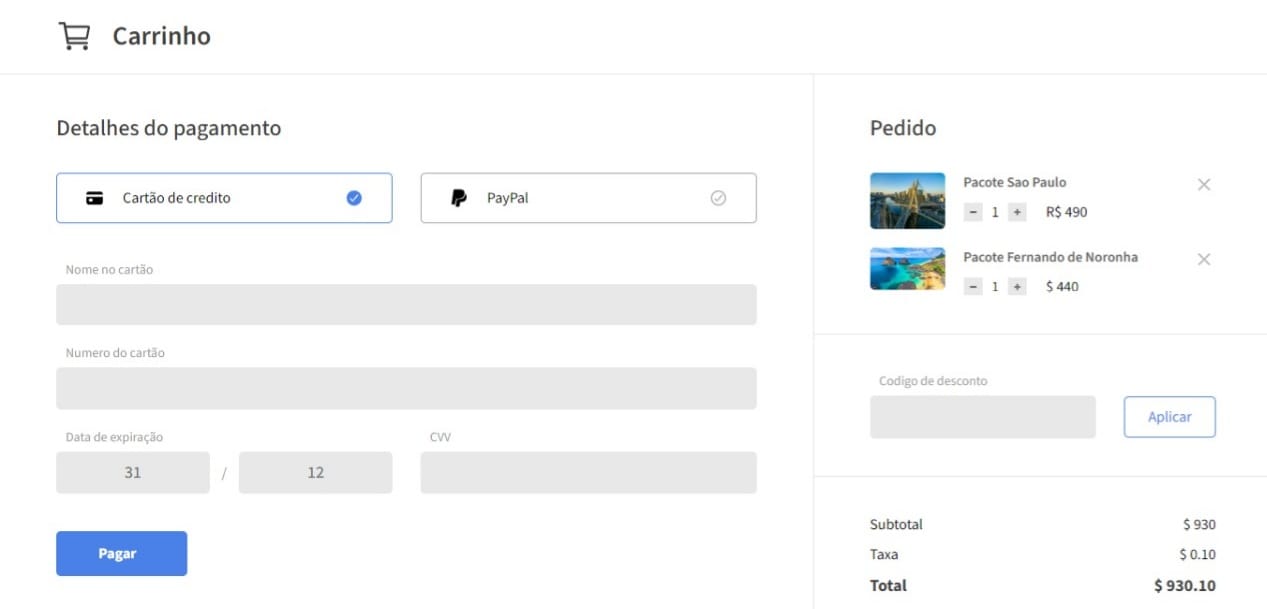 Carrinho
Detalhes do pagamento
Cartão de credito
PayPal
Nome no cartão
Numero do cartão
Data de expiração
CVV
31 / 12
Pagar
Pedido
Pacote Sao Paulo
− 1 + R$ 490
Pacote Fernando de Noronha
− 1 + $ 440
Codigo de desconto
Aplicar
Subtotal $ 930
Taxa $ 0.10
Total $ 930.10